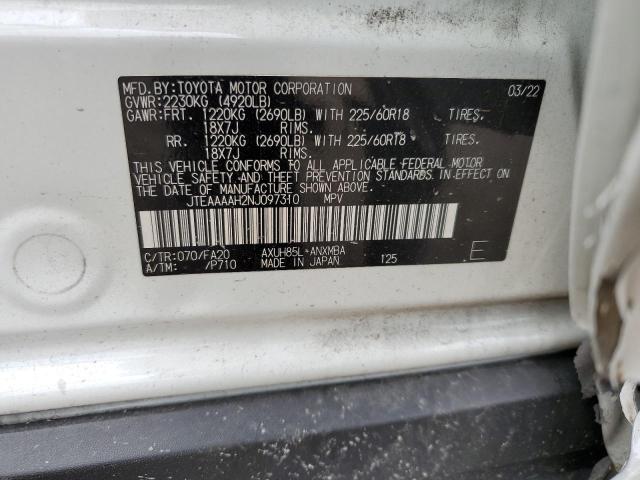 MFD. BY: TOYOTA MOTOR CORPORATION 03/22
GVWR: 2230KG (4920LB)
GAWR: FRT. 1220KG (2690LB) WITH 225/60R18 TIRES.
18X7J RIMS.
RR. 1220KG (2690LB) WITH 225/60R18 TIRES.
18X7J RIMS.
THIS VEHICLE CONFORMS TO ALL APPLICABLE FEDERAL MOTOR
VEHICLE SAFETY AND THEFT PREVENTION STANDARDS IN EFFECT
ON THE DATE OF MANUFACTURE SHOWN ABOVE.
JTEAAAAH2NJ097310 MPV
C/TR: 070/FA20 AXUH85L-ANXMBA E
A/TM: /P710 MADE IN JAPAN 125